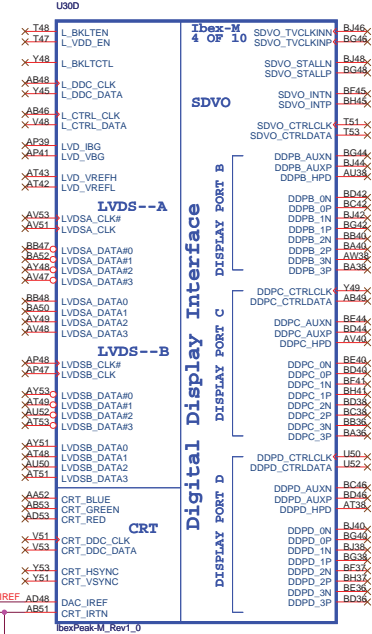 U30D
Ibex-M
4 OF 10
T48 L_BKLTEN
T47 L_VDD_EN
Y48 L_BKLTCTL
AB48 L_DDC_CLK
Y45 L_DDC_DATA
AB46 L_CTRL_CLK
V48 L_CTRL_DATA
AP39 LVD_IBG
AP41 LVD_VBG
AT43 LVD_VREFH
AT42 LVD_VREFL
LVDS--A
AV53 LVDSA_CLK#
AV51 LVDSA_CLK
BB47 LVDSA_DATA#0
BA52 LVDSA_DATA#1
AY48 LVDSA_DATA#2
AV47 LVDSA_DATA#3
BB48 LVDSA_DATA0
BA50 LVDSA_DATA1
AY49 LVDSA_DATA2
AV48 LVDSA_DATA3
LVDS--B
AP48 LVDSB_CLK#
AP47 LVDSB_CLK
AY53 LVDSB_DATA#0
AT49 LVDSB_DATA#1
AU52 LVDSB_DATA#2
AT53 LVDSB_DATA#3
AY51 LVDSB_DATA0
AT48 LVDSB_DATA1
AU50 LVDSB_DATA2
AT51 LVDSB_DATA3
AA52 CRT_BLUE
AB53 CRT_GREEN
AD53 CRT_RED
CRT
V51 CRT_DDC_CLK
V53 CRT_DDC_DATA
Y53 CRT_HSYNC
Y51 CRT_VSYNC
IREF AD48 DAC_IREF
AB51 CRT_IRTN
Digital Display Interface
SDVO
SDVO_TVCLKINN BJ46
SDVO_TVCLKINP BG46
SDVO_STALLN BJ48
SDVO_STALLP BG48
SDVO_INTN BF45
SDVO_INTP BH45
SDVO_CTRLCLK T51
SDVO_CTRLDATA T53
DISPLAY PORT B
DDPB_AUXN BG44
DDPB_AUXP BJ44
DDPB_HPD AU38
DDPB_0N BD42
DDPB_0P BC42
DDPB_1N BJ42
DDPB_1P BG42
DDPB_2N BB40
DDPB_2P BA40
DDPB_3N AW38
DDPB_3P BA38
DISPLAY PORT C
DDPC_CTRLCLK Y49
DDPC_CTRLDATA AB49
DDPC_AUXN BE44
DDPC_AUXP BD44
DDPC_HPD AV40
DDPC_0N BE40
DDPC_0P BD40
DDPC_1N BF41
DDPC_1P BH41
DDPC_2N BD38
DDPC_2P BC38
DDPC_3N BB36
DDPC_3P BA36
DISPLAY PORT D
DDPD_CTRLCLK U50
DDPD_CTRLDATA U52
DDPD_AUXN BC46
DDPD_AUXP BD46
DDPD_HPD AT38
DDPD_0N BJ40
DDPD_0P BG40
DDPD_1N BJ38
DDPD_1P BG38
DDPD_2N BF37
DDPD_2P BH37
DDPD_3N BE36
DDPD_3P BD36
IbexPeak-M_Rev1_0